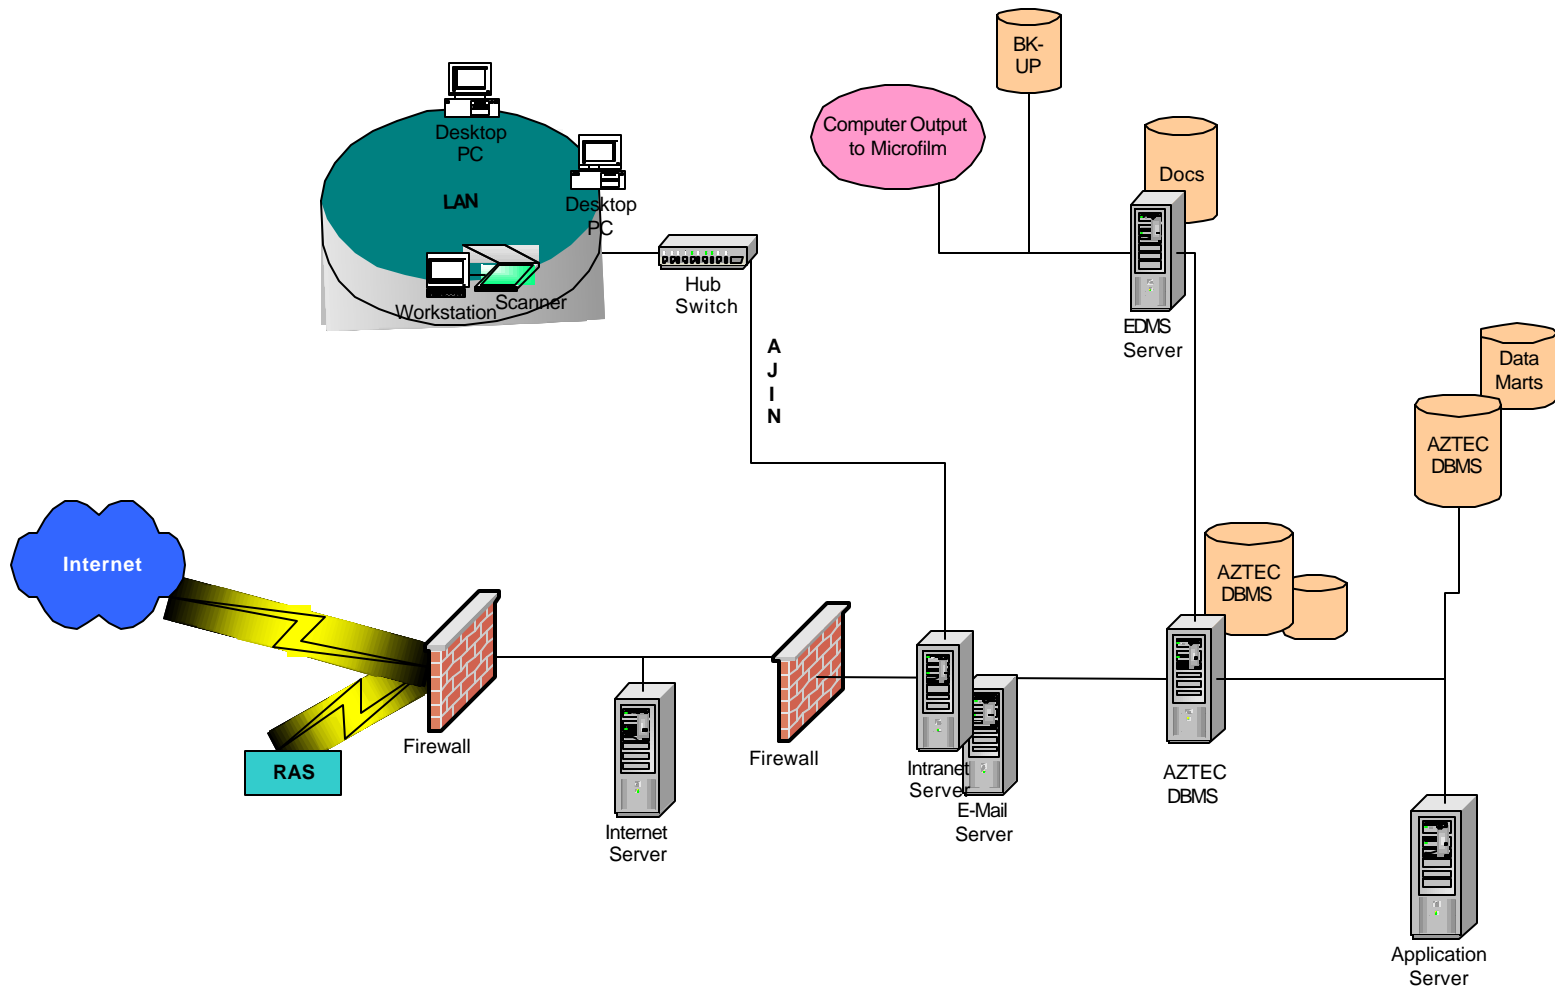 BK-
UP
Computer Output
to Microfilm
Docs
Desktop
PC
LAN
Desktop
PC
Workstation
Scanner
Hub
Switch
EDMS
Server
A
J
I
N
Data
Marts
AZTEC
DBMS
Internet
AZTEC
DBMS
Firewall
RAS
Firewall
Internet
Server
Intranet
Server
E-Mail
Server
AZTEC
DBMS
Application
Server